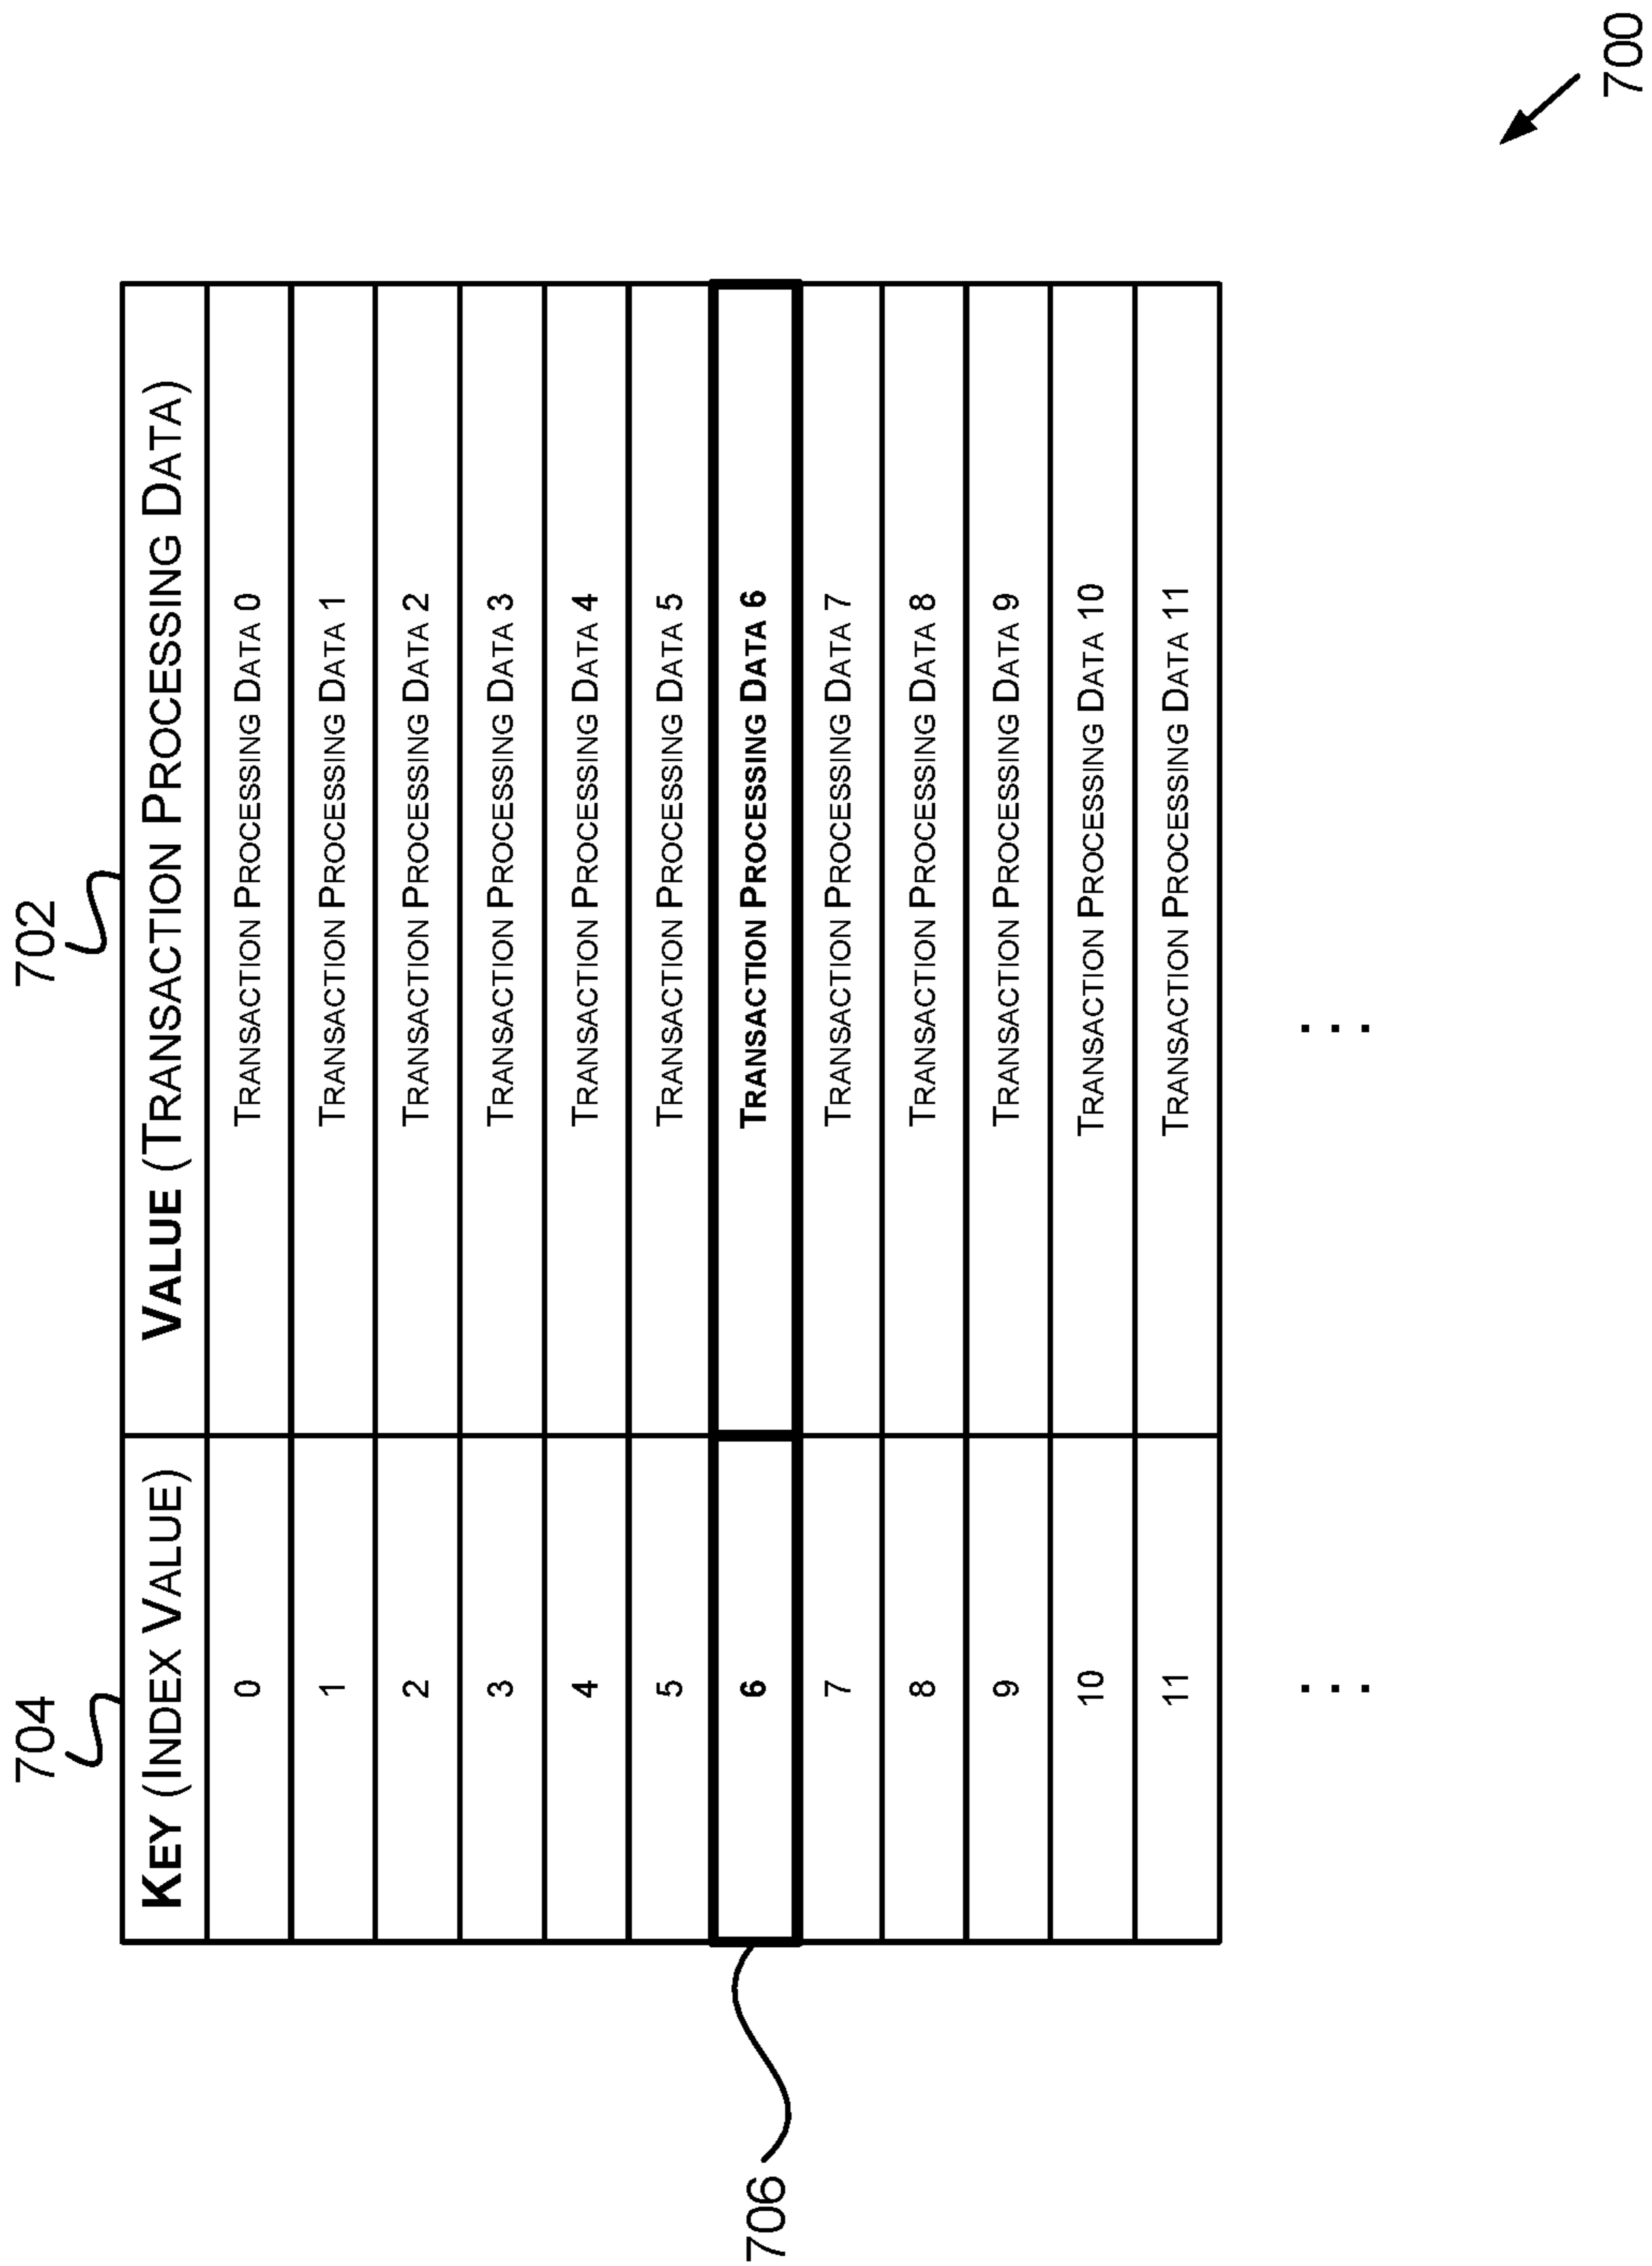 704 702
KEY (INDEX VALUE) VALUE (TRANSACTION PROCESSING DATA)
0 TRANSACTION PROCESSING DATA 0
1 TRANSACTION PROCESSING DATA 1
2 TRANSACTION PROCESSING DATA 2
3 TRANSACTION PROCESSING DATA 3
4 TRANSACTION PROCESSING DATA 4
5 TRANSACTION PROCESSING DATA 5
706 6 TRANSACTION PROCESSING DATA 6
7 TRANSACTION PROCESSING DATA 7
8 TRANSACTION PROCESSING DATA 8
9 TRANSACTION PROCESSING DATA 9
10 TRANSACTION PROCESSING DATA 10
11 TRANSACTION PROCESSING DATA 11
⋮ ⋮
700